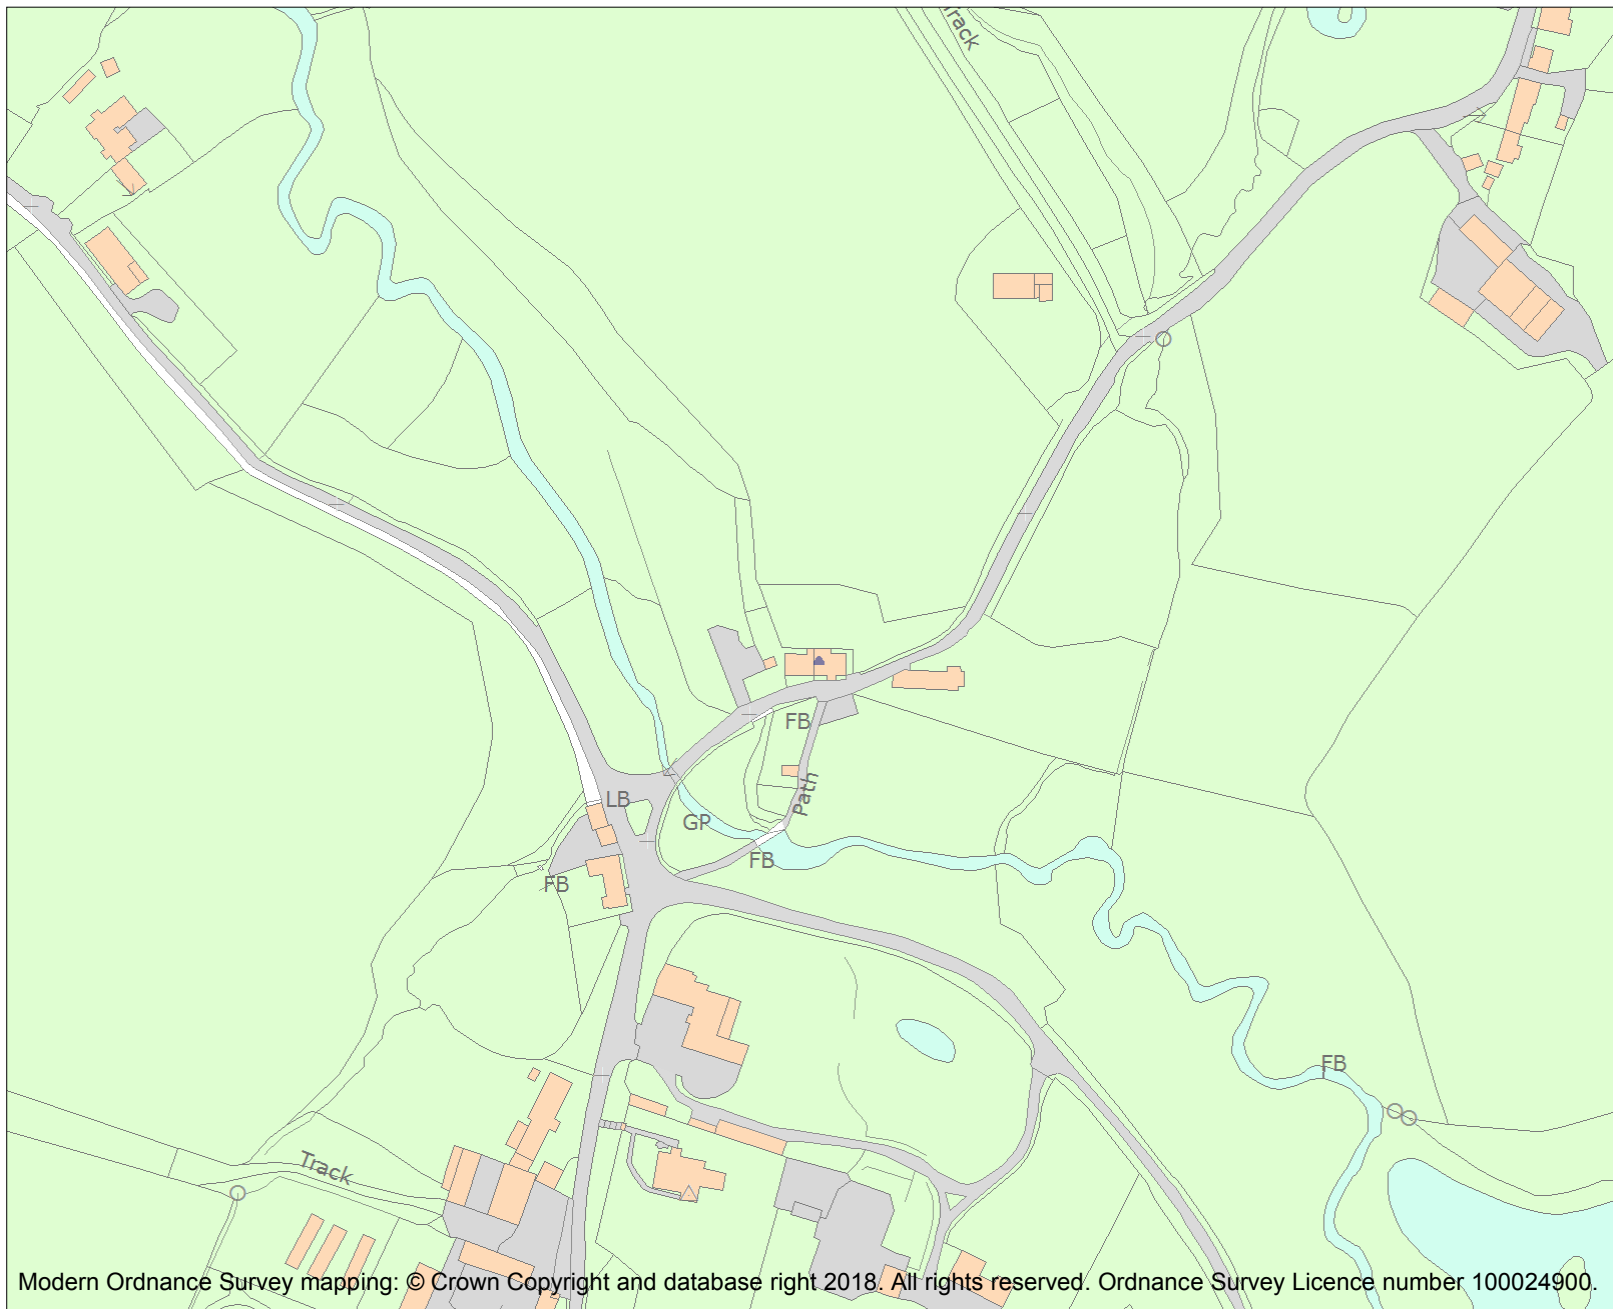 Track
FB
Path
LB
GP
FB
FB
FB
Track
Modern Ordnance Survey mapping: © Crown Copyright and database right 2018. All rights reserved. Ordnance Survey Licence number 100024900.